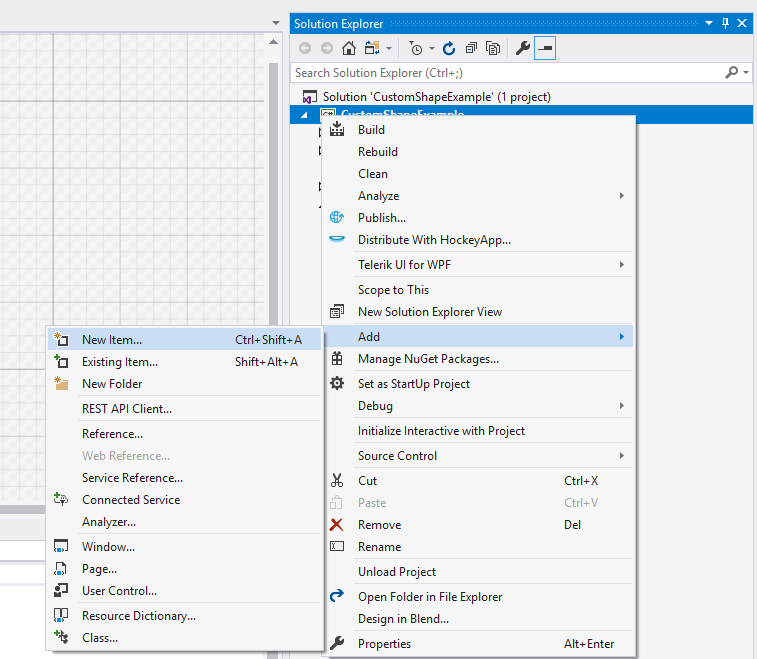 Solution Explorer
Search Solution Explorer (Ctrl+;)
Solution 'CustomShapeExample' (1 project)
CustomShapeExample
Build
Rebuild
Clean
Analyze
Publish...
Distribute With HockeyApp...
Telerik UI for WPF
Scope to This
New Solution Explorer View
Add
Manage NuGet Packages...
Set as StartUp Project
Debug
Initialize Interactive with Project
Source Control
Cut Ctrl+X
Paste Ctrl+V
Remove Del
Rename
Unload Project
Open Folder in File Explorer
Design in Blend...
Properties Alt+Enter
New Item... Ctrl+Shift+A
Existing Item... Shift+Alt+A
New Folder
REST API Client...
Reference...
Web Reference...
Service Reference...
Connected Service
Analyzer...
Window...
Page...
User Control...
Resource Dictionary...
Class...